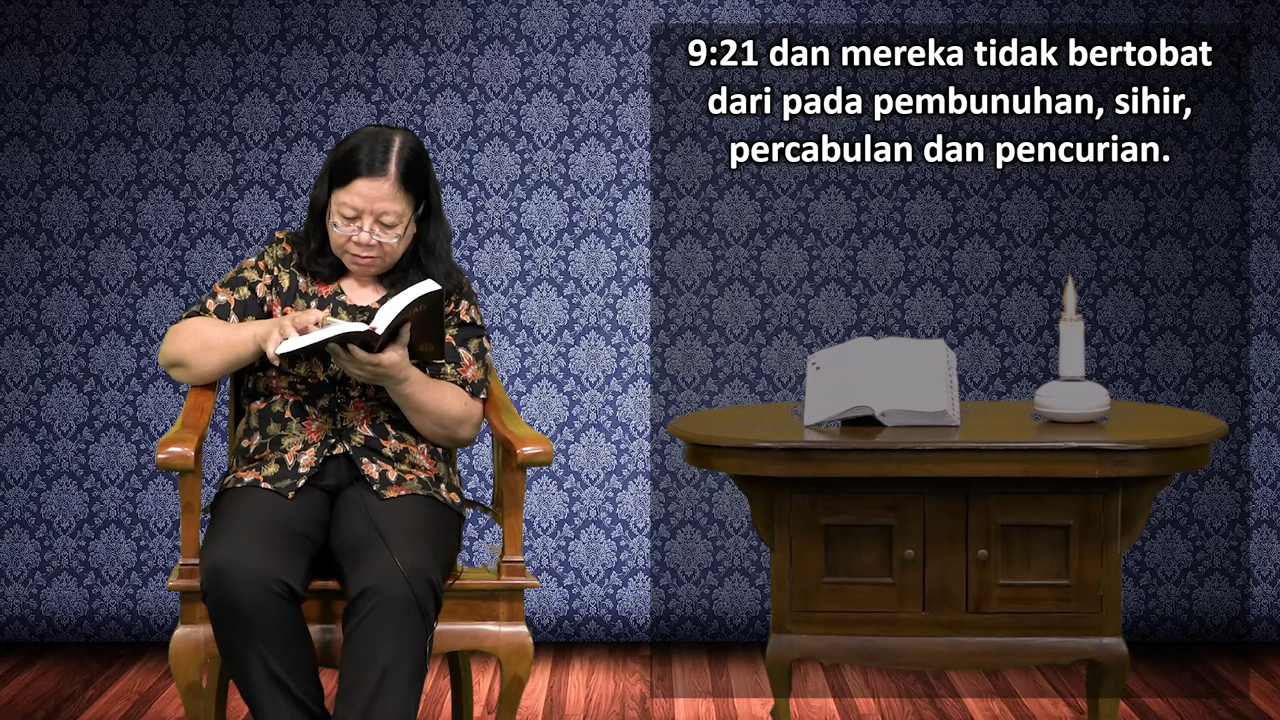 9:21 dan mereka tidak bertobat
dari pada pembunuhan, sihir,
percabulan dan pencurian.